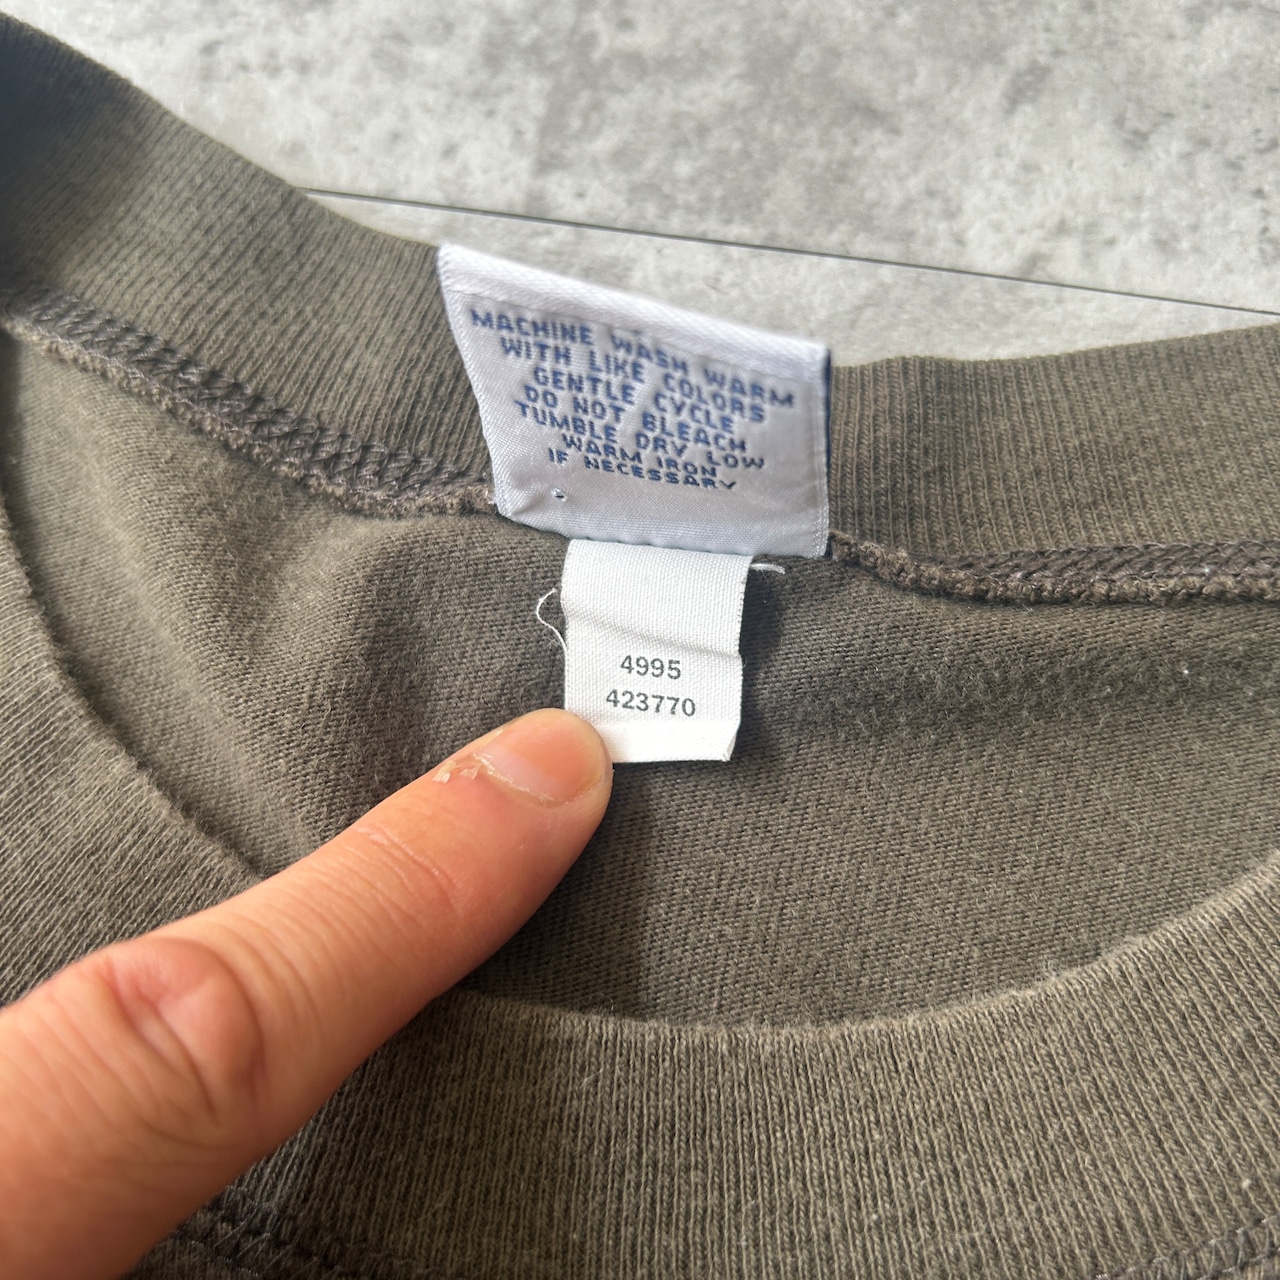 MACHINE WASH WARM
WITH LIKE COLORS
GENTLE CYCLE
DO NOT BLEACH
TUMBLE DRY LOW
WARM IRON
IF NECESSARY
4995
423770